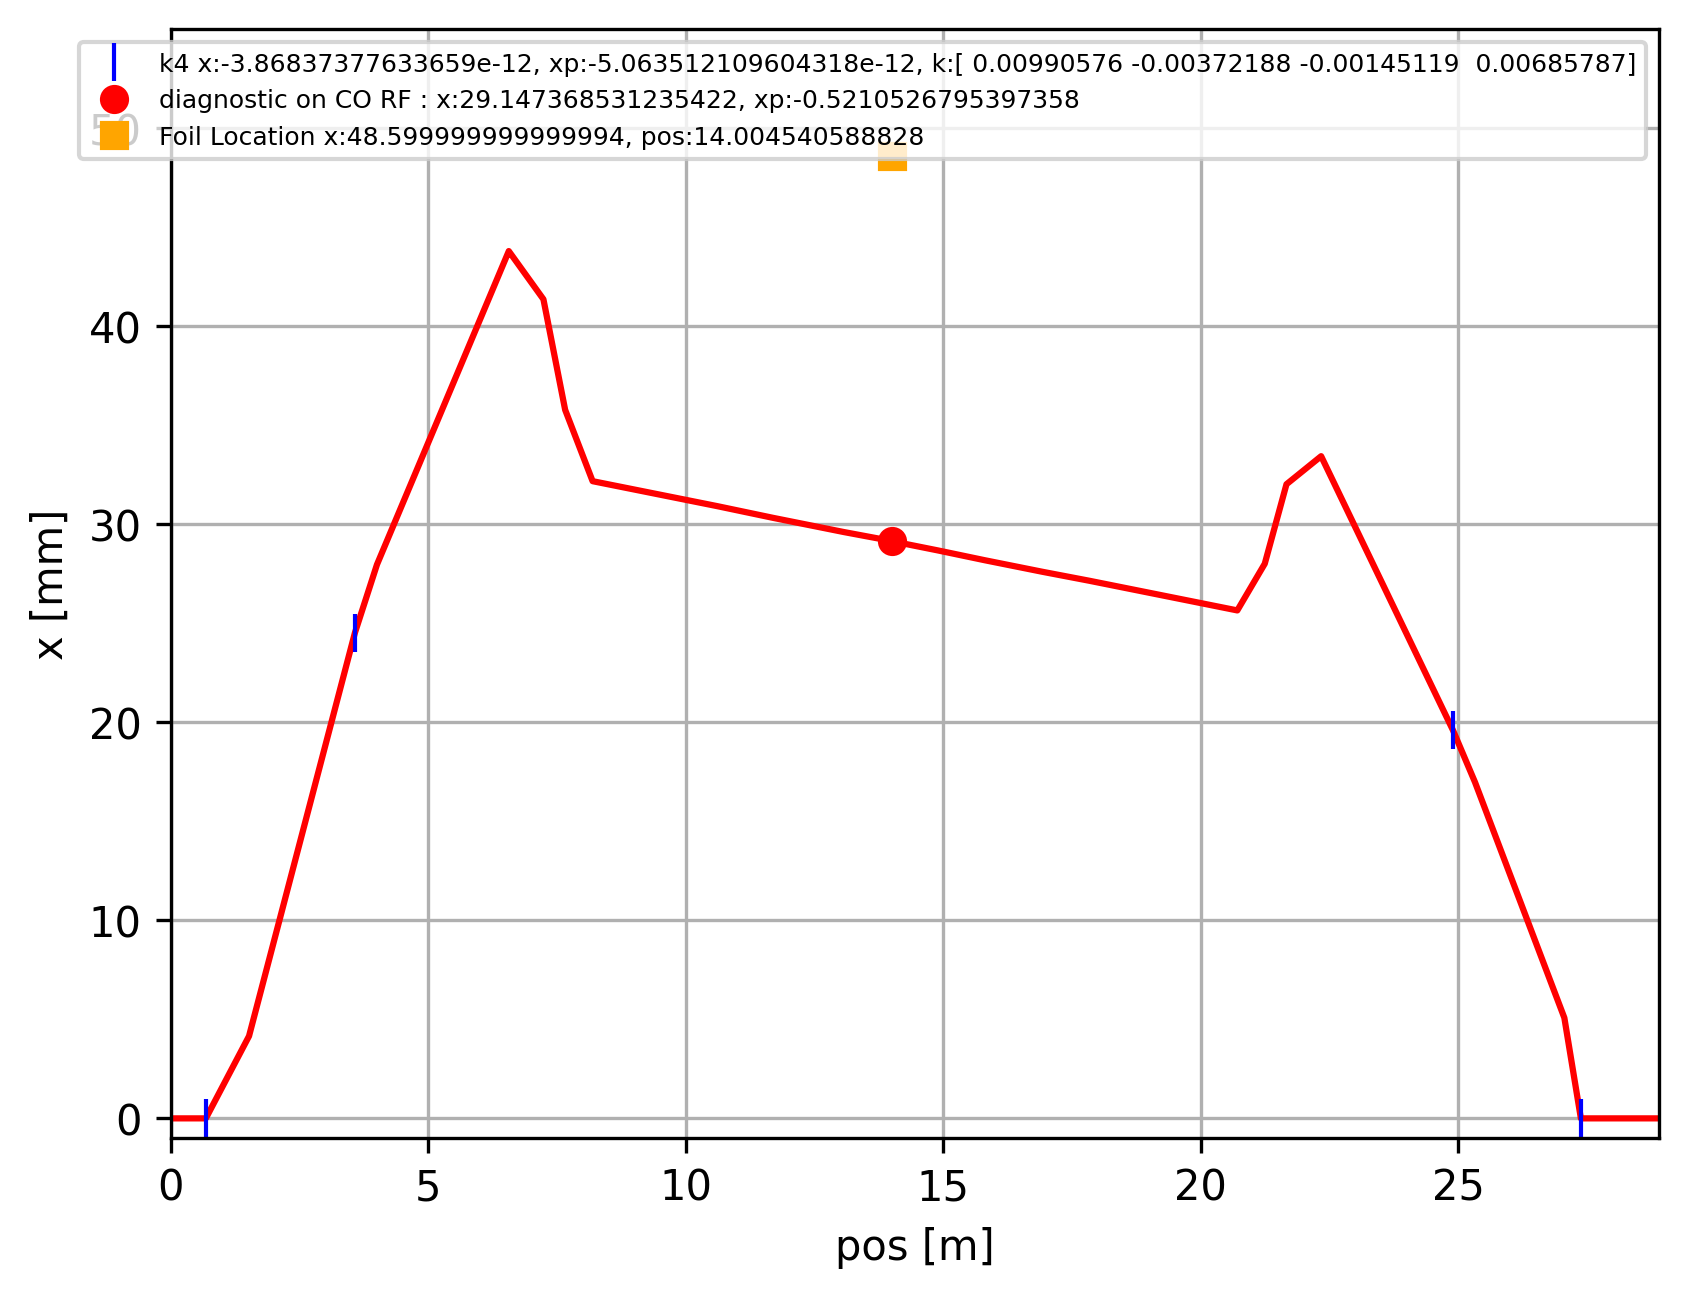 k4 x:-3.86837377633659e-12, xp:-5.063512109604318e-12, k:[ 0.00990576 -0.00372188 -0.00145119  0.00685787]
diagnostic on CO RF : x:29.147368531235422, xp:-0.5210526795397358
Foil Location x:48.599999999999994, pos:14.004540588828
50
40
30
20
10
0
x [mm]
0 5 10 15 20 25
pos [m]